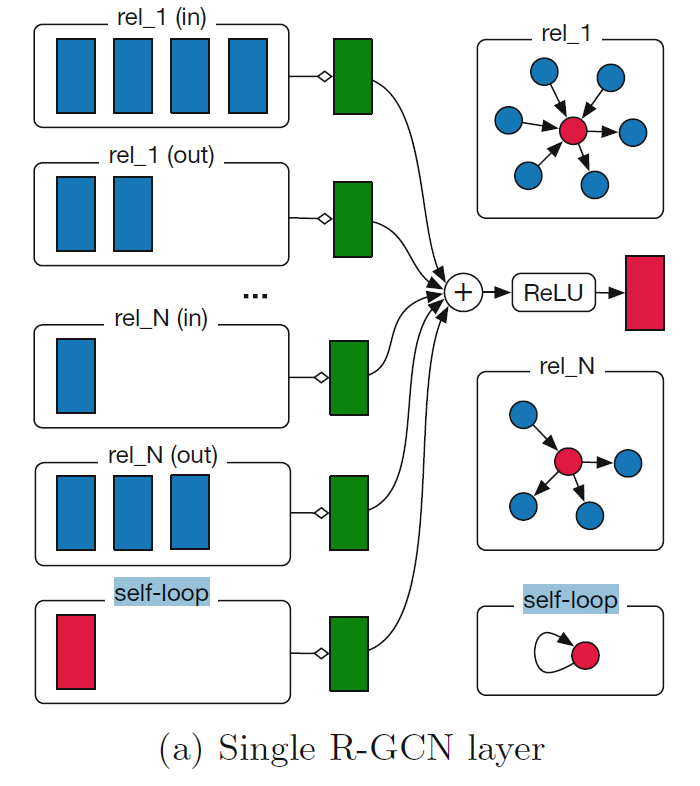 rel_1 (in)
rel_1
rel_1 (out)
...
+
ReLU
rel_N (in)
rel_N
rel_N (out)
self-loop
self-loop
(a) Single R-GCN layer